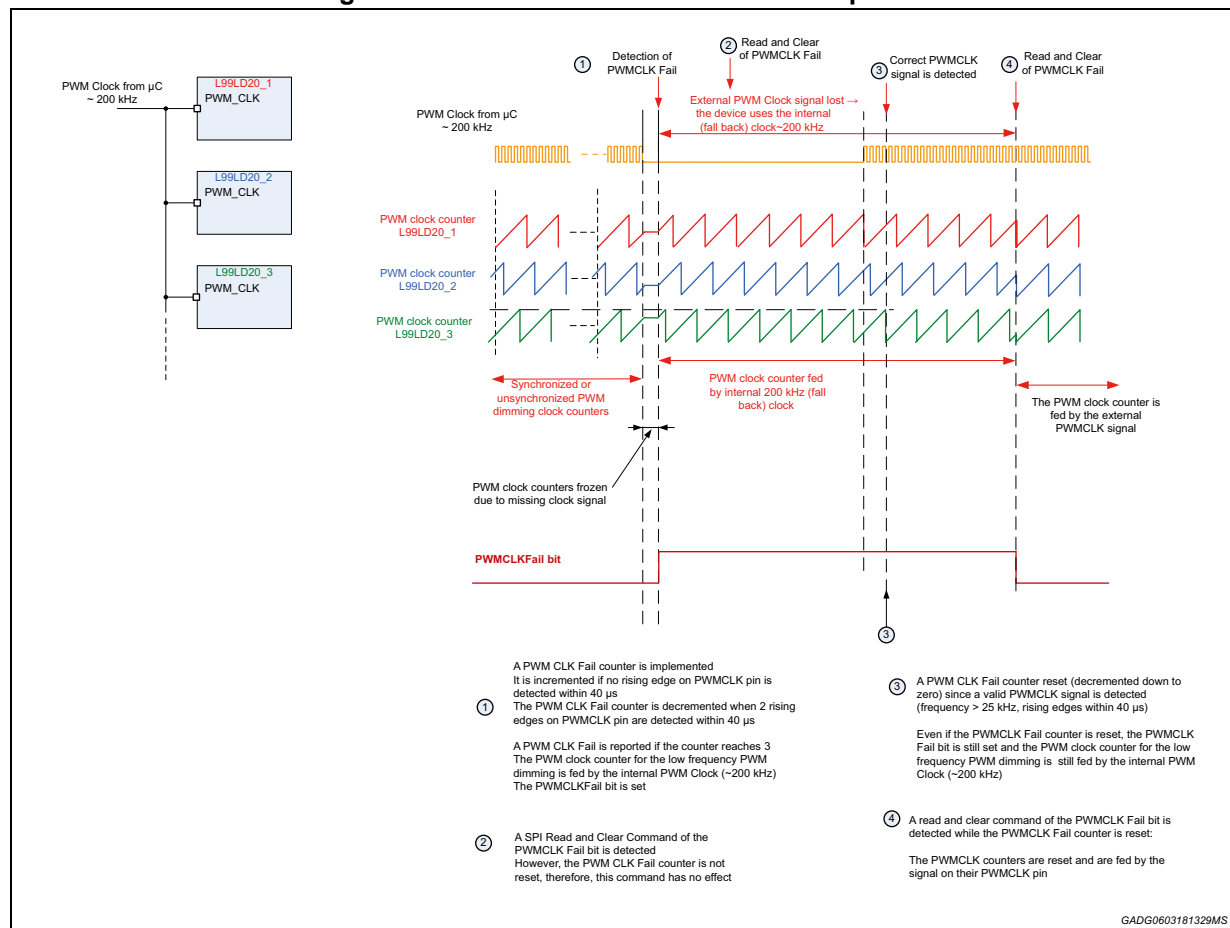 PWM Clock from µC
~ 200 kHz
L99LD20_1
PWM_CLK
L99LD20_2
PWM_CLK
L99LD20_3
PWM_CLK
1
Detection of
PWMCLK Fail
2
Read and Clear
of PWMCLK Fail
3
Correct PWMCLK
signal is detected
4
Read and Clear
of PWMCLK Fail
External PWM Clock signal lost →
the device uses the internal
(fall back) clock~200 kHz
PWM Clock from µC
~ 200 kHz
PWM clock counter
L99LD20_1
PWM clock counter
L99LD20_2
PWM clock counter
L99LD20_3
Synchronized or
unsynchronized PWM
dimming clock counters
PWM clock counter fed
by internal 200 kHz (fall
back) clock
The PWM clock counter is
fed by the external
PWMCLK signal
PWM clock counters frozen
due to missing clock signal
PWMCLKFail bit
3
1
A PWM CLK Fail counter is implemented
It is incremented if no rising edge on PWMCLK pin is
detected within 40 µs
The PWM CLK Fail counter is decremented when 2 rising
edges on PWMCLK pin are detected within 40 µs
A PWM CLK Fail is reported if the counter reaches 3
The PWM clock counter for the low frequency PWM
dimming is fed by the internal PWM Clock (~200 kHz)
The PWMCLKFail bit is set
2
A SPI Read and Clear Command of the
PWMCLK Fail bit is detected
However, the PWM CLK Fail counter is not
reset, therefore, this command has no effect
3
A PWM CLK Fail counter reset (decremented down to
zero) since a valid PWMCLK signal is detected
(frequency > 25 kHz, rising edges within 40 µs)
Even if the PWMCLK Fail counter is reset, the PWMCLK
Fail bit is still set and the PWM clock counter for the low
frequency PWM dimming is still fed by the internal PWM
Clock (~200 kHz)
4
A read and clear command of the PWMCLK Fail bit is
detected while the PWMCLK Fail counter is reset:
The PWMCLK counters are reset and are fed by the
signal on their PWMCLK pin
GADG0603181329MS